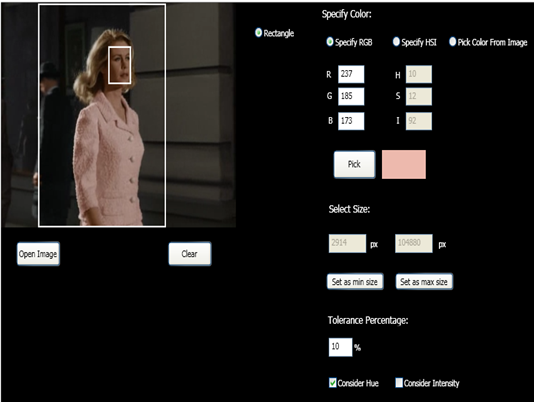 Specify Color:
Rectangle
Specify RGB Specify HSI Pick Color From Image
R 237 H 10
G 185 S 12
B 173 I 92
Pick
Select Size:
2914 px 104880 px
Open Image Clear
Set as min size Set as max size
Tolerance Percentage:
10 %
Consider Hue Consider Intensity